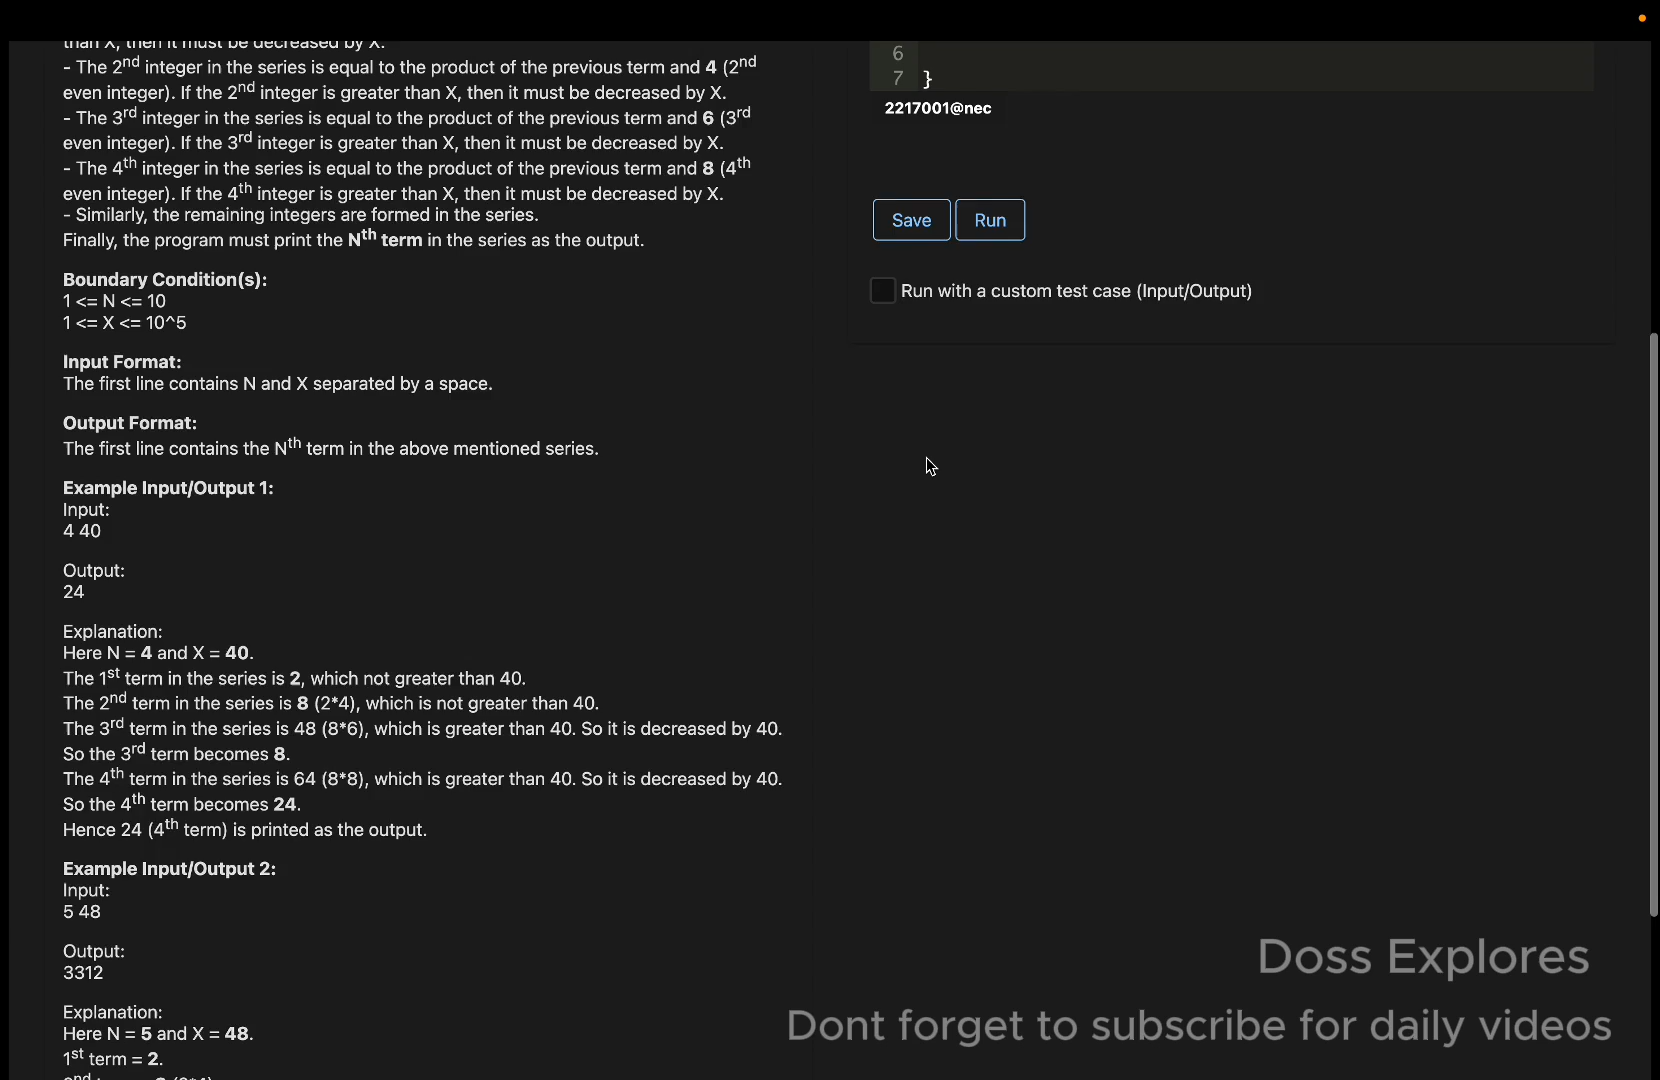 than X, then it must be decreased by X.
- The 2nd integer in the series is equal to the product of the previous term and 4 (2nd
even integer). If the 2nd integer is greater than X, then it must be decreased by X.
- The 3rd integer in the series is equal to the product of the previous term and 6 (3rd
even integer). If the 3rd integer is greater than X, then it must be decreased by X.
- The 4th integer in the series is equal to the product of the previous term and 8 (4th
even integer). If the 4th integer is greater than X, then it must be decreased by X.
- Similarly, the remaining integers are formed in the series.
Finally, the program must print the Nth term in the series as the output.
Boundary Condition(s):
1 <= N <= 10
1 <= X <= 10^5
Input Format:
The first line contains N and X separated by a space.
Output Format:
The first line contains the Nth term in the above mentioned series.
Example Input/Output 1:
Input:
4 40
Output:
24
Explanation:
Here N = 4 and X = 40.
The 1st term in the series is 2, which not greater than 40.
The 2nd term in the series is 8 (2*4), which is not greater than 40.
The 3rd term in the series is 48 (8*6), which is greater than 40. So it is decreased by 40.
So the 3rd term becomes 8.
The 4th term in the series is 64 (8*8), which is greater than 40. So it is decreased by 40.
So the 4th term becomes 24.
Hence 24 (4th term) is printed as the output.
Example Input/Output 2:
Input:
5 48
Output:
3312
Explanation:
Here N = 5 and X = 48.
1st term = 2.
6
7 }
2217001@nec
Save Run
Run with a custom test case (Input/Output)
Doss Explores
Dont forget to subscribe for daily videos